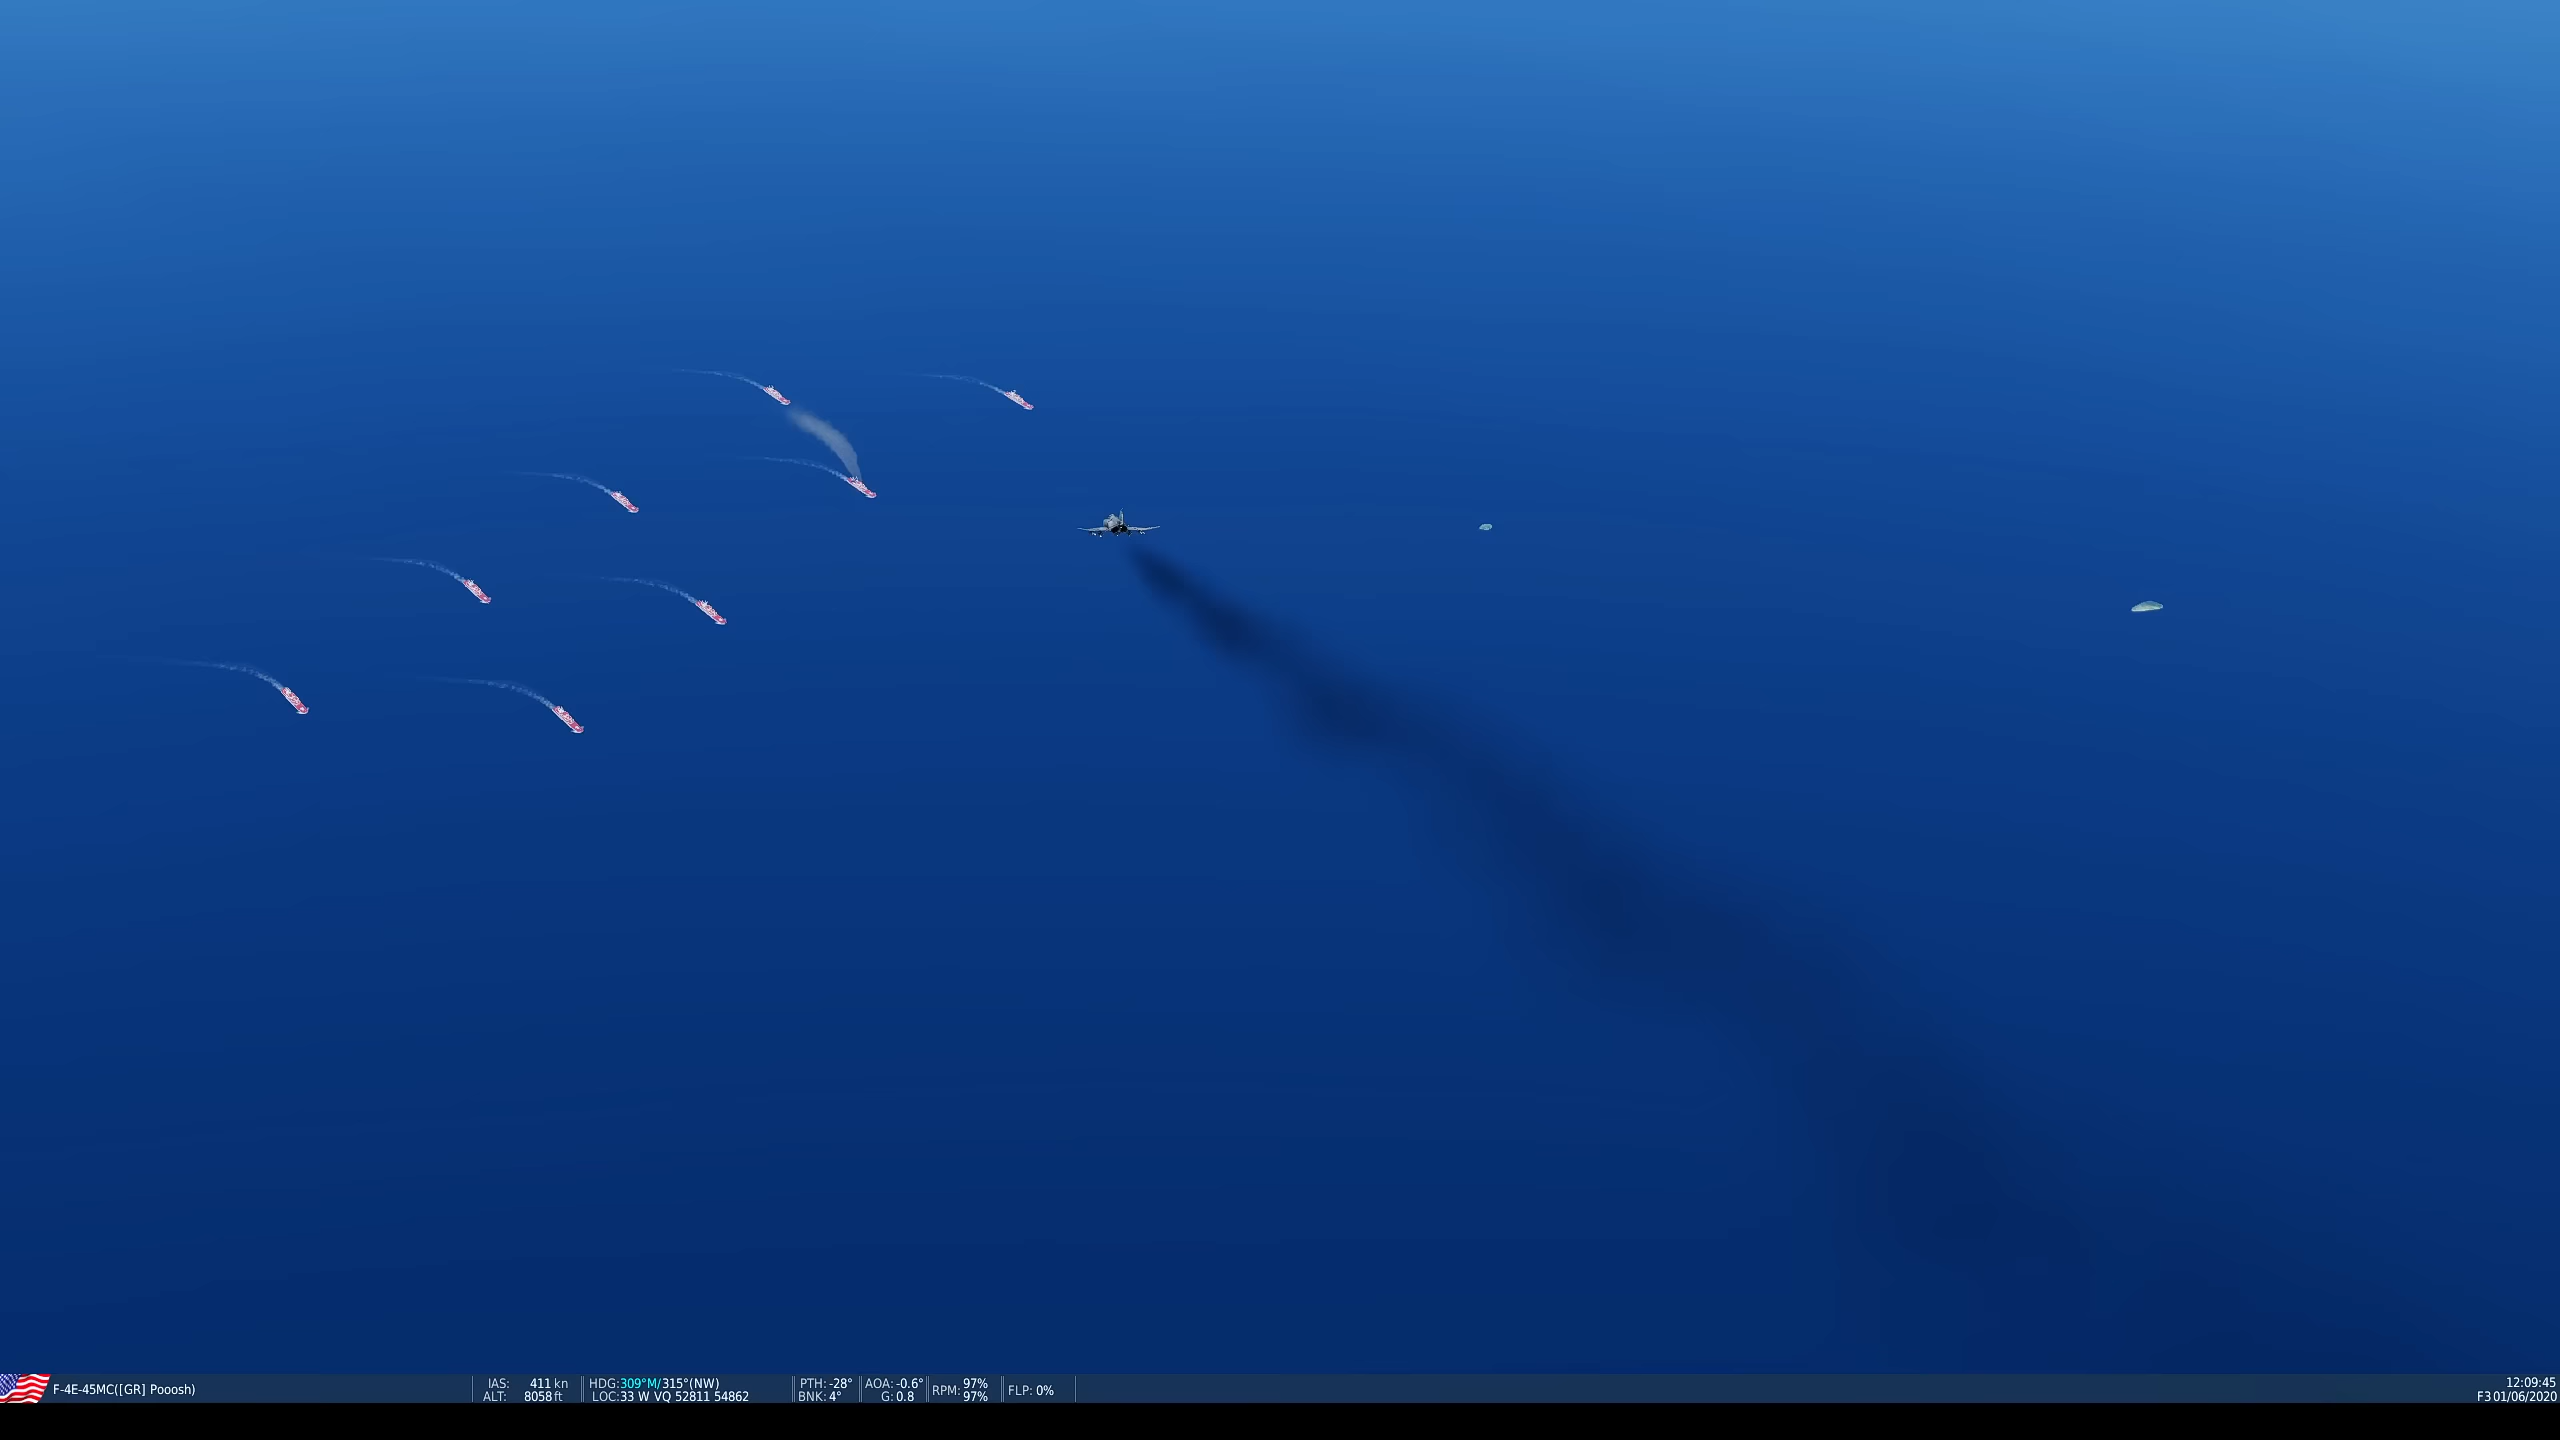 F-4E-45MC([GR] Pooosh)
IAS: 411 kn
ALT: 8058 ft
HDG:309°M/315°(NW)
LOC:33 W VQ 52811 54862
PTH: -28°
BNK: 4°
AOA: -0.6°
G: 0.8
RPM: 97%
97%
FLP: 0%
12:09:45
F3 01/06/2020